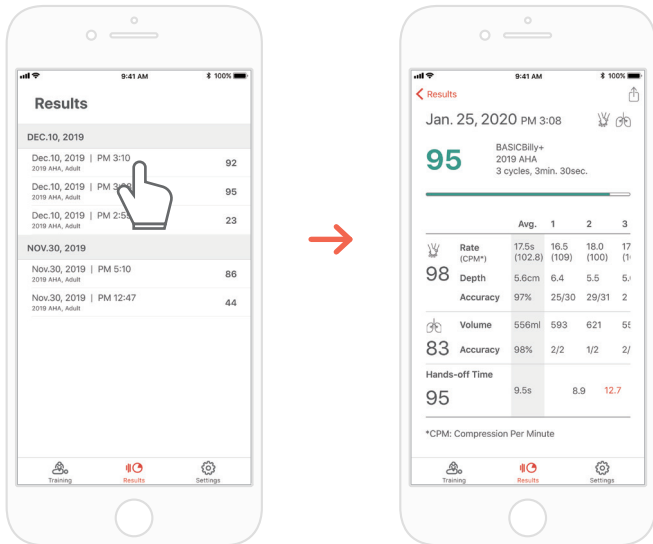 9:41 AM
100%
Results
DEC.10, 2019
Dec.10, 2019 | PM 3:10
2019 AHA, Adult
92
Dec.10, 2019 | PM
2019 AHA, Adult
95
Dec.10, 2019 | PM 2:55
2019 AHA, Adult
23
NOV.30, 2019
Nov.30, 2019 | PM 5:10
2019 AHA, Adult
86
Nov.30, 2019 | PM 12:47
2019 AHA, Adult
44
Training Results Settings
9:41 AM
100%
Results
Jan. 25, 2020 PM 3:08
95
BASICBilly+
2019 AHA
3 cycles, 3min. 30sec.
Avg. 1 2 3
Rate 17.5s 16.5 18.0 17
(CPM*) (102.8) (109) (100)
98
Depth 5.6cm 6.4 5.5
Accuracy 97% 25/30 29/31 2
Volume 556ml 593 621
83
Accuracy 98% 2/2 1/2 2/
Hands-off Time
95
9.5s 8.9 12.7
*CPM: Compression Per Minute
Training Results Settings